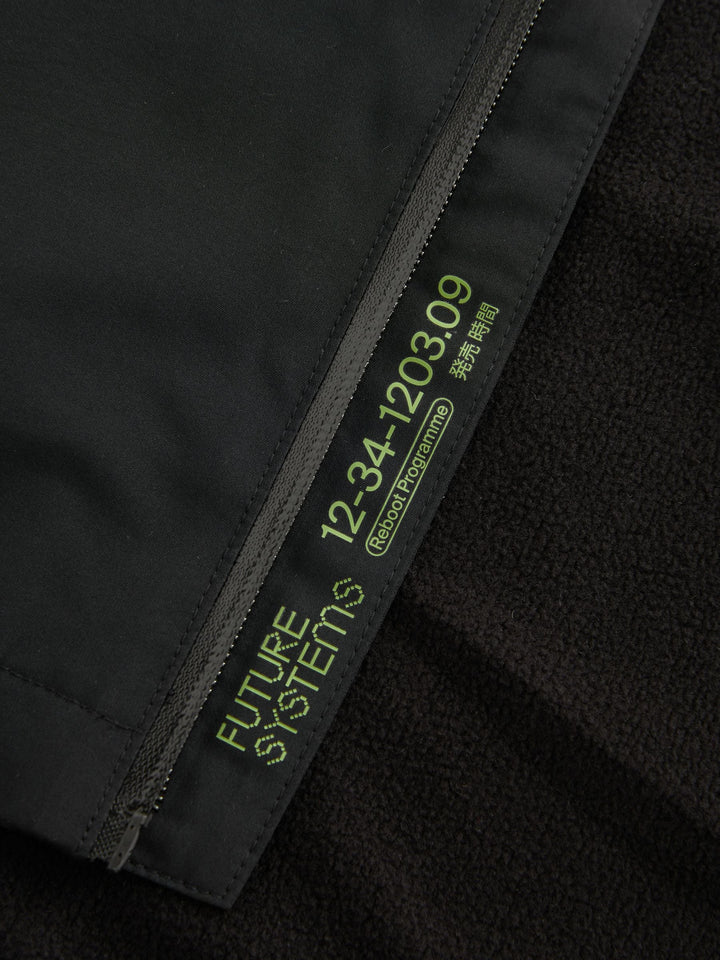 FUTURE
SYSTEMS
12-34-1203.09
Reboot Programme
発売 時間